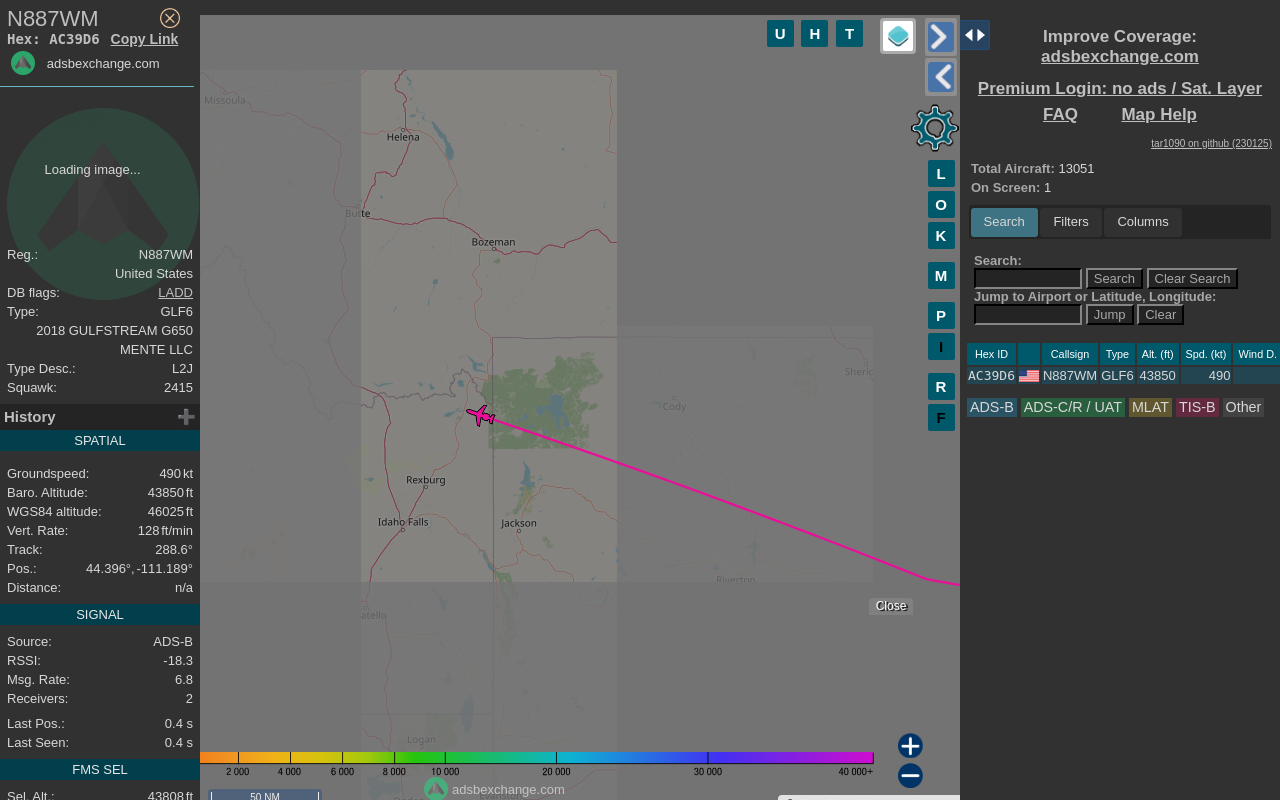 N887WM
Hex: AC39D6 Copy Link
adsbexchange.com
Loading image...
Reg.: N887WM
United States
DB flags: LADD
Type: GLF6
2018 GULFSTREAM G650
MENTE LLC
Type Desc.: L2J
Squawk: 2415
History
SPATIAL
Groundspeed: 490 kt
Baro. Altitude: 43850 ft
WGS84 altitude: 46025 ft
Vert. Rate: 128 ft/min
Track: 288.6°
Pos.: 44.396°, -111.189°
Distance: n/a
SIGNAL
Source: ADS-B
RSSI: -18.3
Msg. Rate: 6.8
Receivers: 2
Last Pos.: 0.4 s
Last Seen: 0.4 s
FMS SEL
Sel. Alt.: 43808 ft
U H T
Missoula
Helena
Butte
Bozeman
Sheric
Cody
Rexburg
Idaho Falls
Jackson
Riverton
atello
Logan
L
O
K
M
P
I
R
F
Close
2 000 4 000 6 000 8 000 10 000 20 000 30 000 40 000+
adsbexchange.com
50 NM
Improve Coverage:
adsbexchange.com
Premium Login: no ads / Sat. Layer
FAQ Map Help
tar1090 on github (230125)
Total Aircraft: 13051
On Screen: 1
Search Filters Columns
Search:
Search Clear Search
Jump to Airport or Latitude, Longitude:
Jump Clear
Hex ID Callsign Type Alt. (ft) Spd. (kt) Wind D.
AC39D6 N887WM GLF6 43850 490
ADS-B ADS-C/R / UAT MLAT TIS-B Other